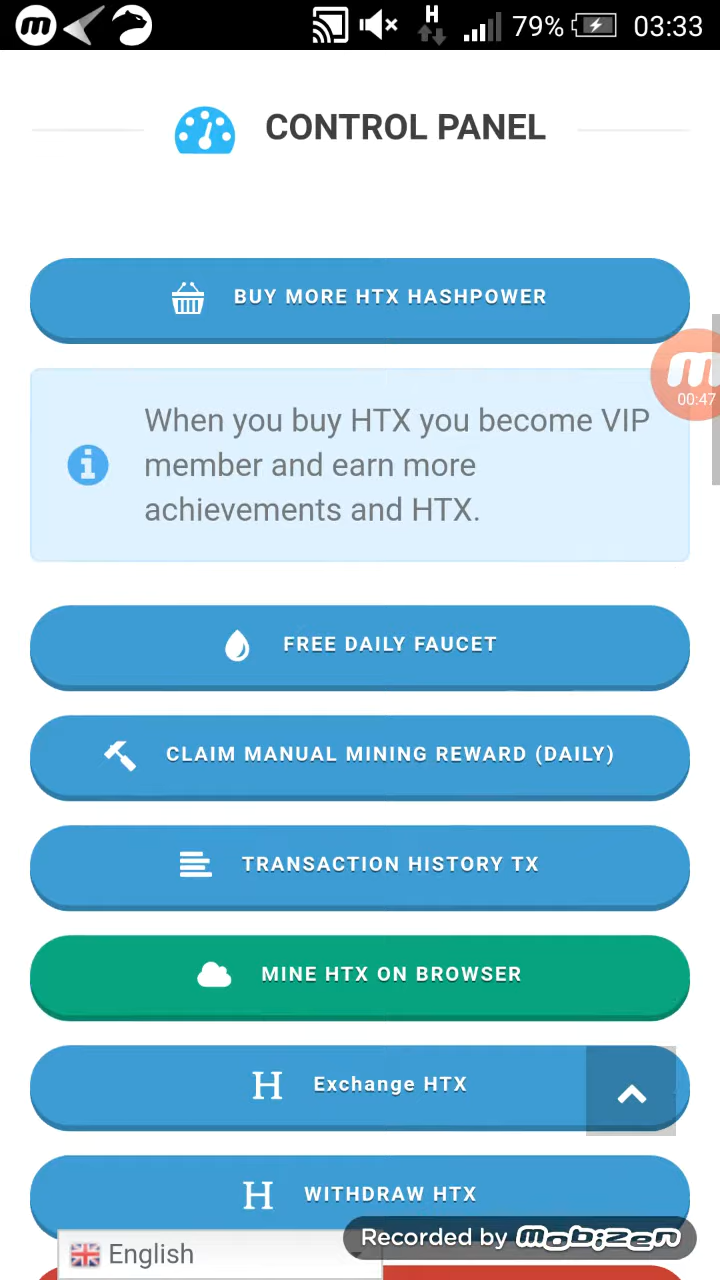 m H 79% 03:33
CONTROL PANEL
BUY MORE HTX HASHPOWER
m
00:47
When you buy HTX you become VIP
member and earn more
achievements and HTX.
FREE DAILY FAUCET
CLAIM MANUAL MINING REWARD (DAILY)
TRANSACTION HISTORY TX
MINE HTX ON BROWSER
H Exchange HTX
H WITHDRAW HTX
Recorded by mobizen
English